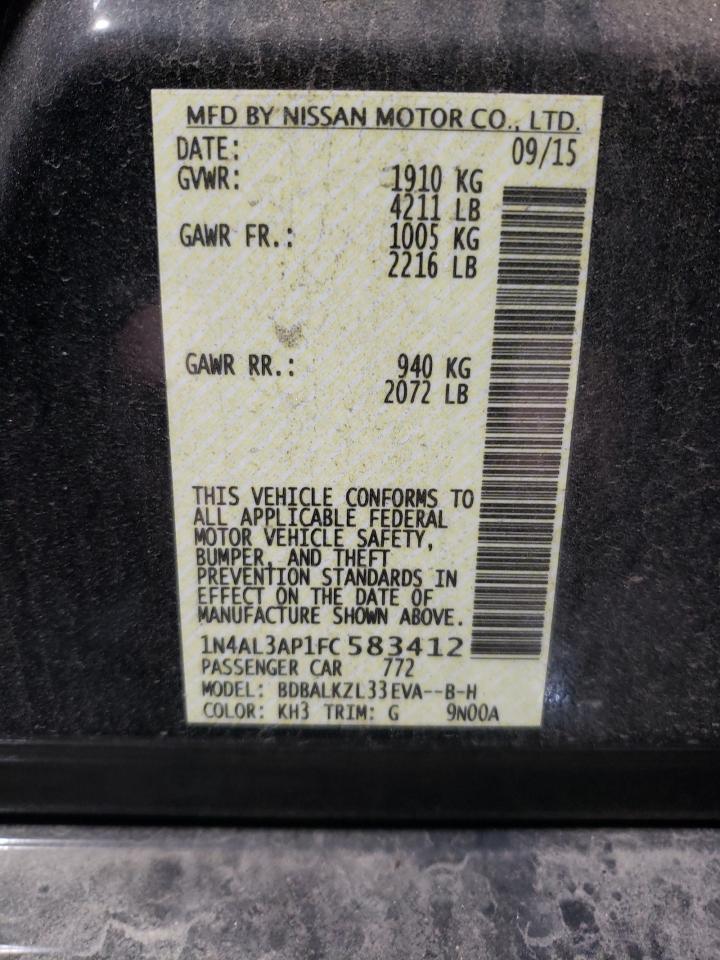 MFD BY NISSAN MOTOR CO., LTD.
DATE: 09/15
GVWR: 1910 KG
4211 LB
GAWR FR.: 1005 KG
2216 LB
GAWR RR.: 940 KG
2072 LB
THIS VEHICLE CONFORMS TO
ALL APPLICABLE FEDERAL
MOTOR VEHICLE SAFETY,
BUMPER, AND THEFT
PREVENTION STANDARDS IN
EFFECT ON THE DATE OF
MANUFACTURE SHOWN ABOVE.
1N4AL3AP1FC583412
PASSENGER CAR 772
MODEL: BDBALKZL33EVA--B-H
COLOR: KH3 TRIM: G 9N00A